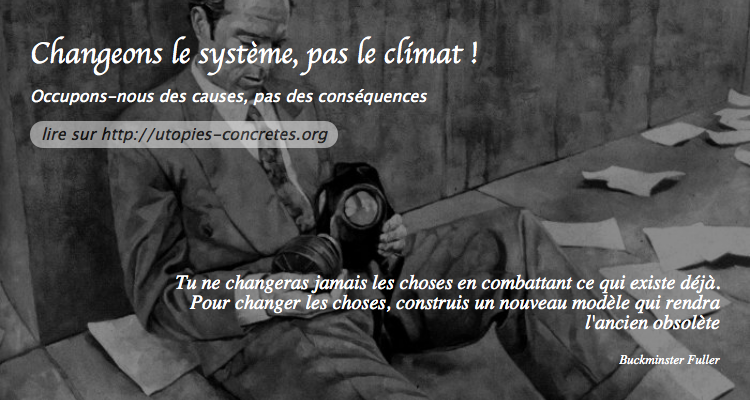 Changeons le système, pas le climat !
Occupons-nous des causes, pas des conséquences
lire sur http://utopies-concretes.org
Tu ne changeras jamais les choses en combattant ce qui existe déjà.
Pour changer les choses, construis un nouveau modèle qui rendra
l'ancien obsolète
Buckminster Fuller